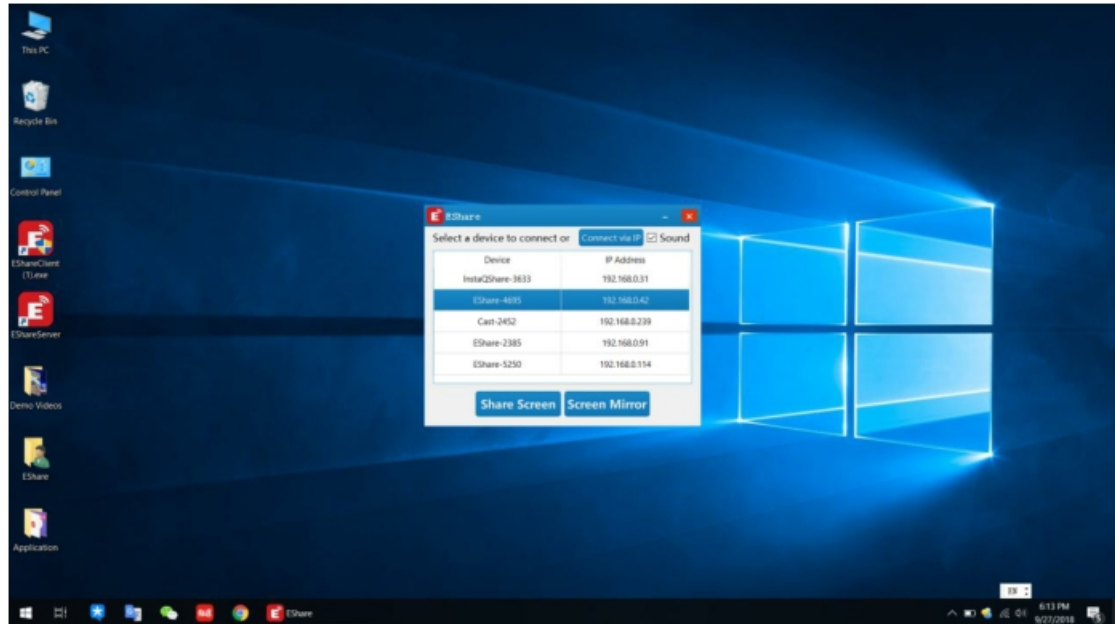 This PC
Recycle Bin
Control Panel
EShareClient
(1).exe
EShareServer
Demo Videos
EShare
Application
EShare
Select a device to connect or Connect via IP Sound
Device IP Address
InstaQShare-3633 192.168.0.31
EShare-4695 192.168.0.42
Cast-2452 192.168.0.239
EShare-2385 192.168.0.91
EShare-5250 192.168.0.114
Share Screen Screen Mirror
EShare
6:13 PM
9/27/2018